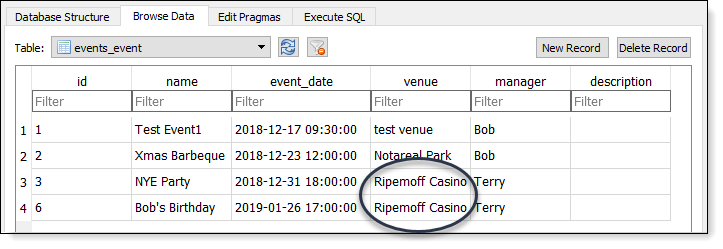 Database Structure Browse Data Edit Pragmas Execute SQL
Table: events_event New Record Delete Record
id name event_date venue manager description
Filter Filter Filter Filter Filter Filter
1 1 Test Event1 2018-12-17 09:30:00 test venue Bob
2 2 Xmas Barbeque 2018-12-23 12:00:00 Notareal Park Bob
3 3 NYE Party 2018-12-31 18:00:00 Ripemoff Casino Terry
4 6 Bob's Birthday 2019-01-26 17:00:00 Ripemoff Casino Terry